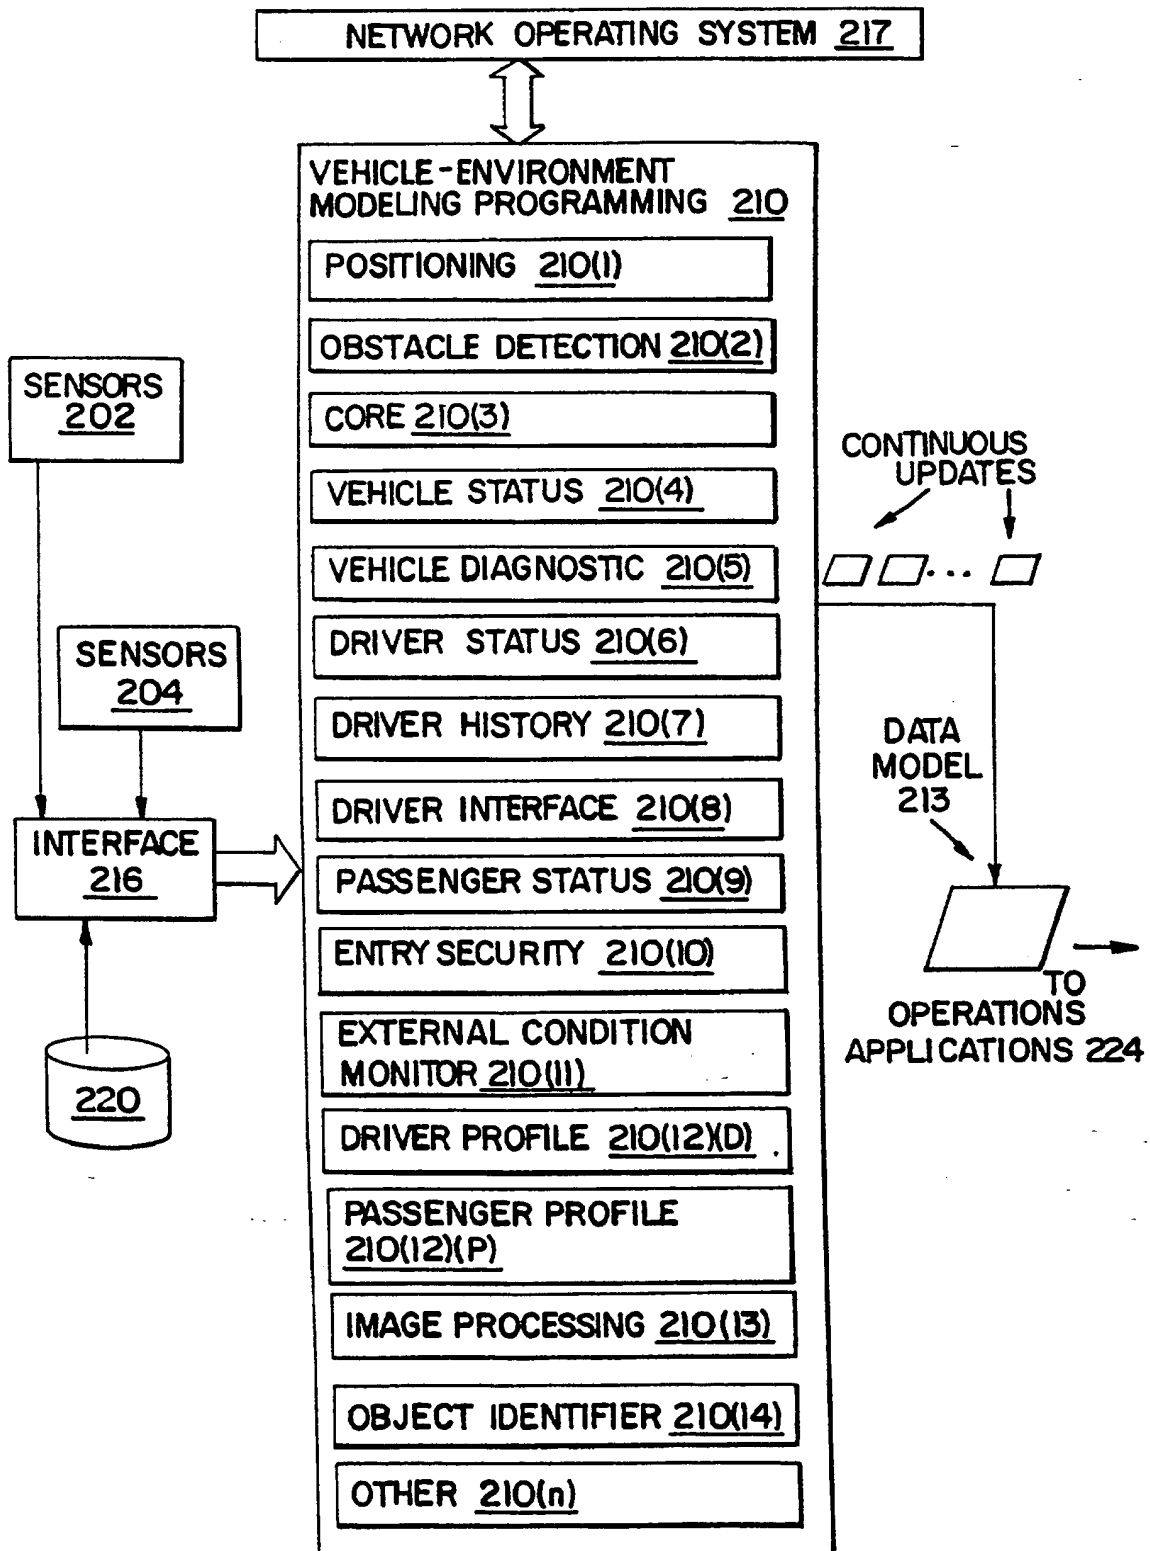 NETWORK OPERATING SYSTEM 217
VEHICLE-ENVIRONMENT
MODELING PROGRAMMING 210
POSITIONING 210(1)
OBSTACLE DETECTION 210(2)
CORE 210(3)
VEHICLE STATUS 210(4)
VEHICLE DIAGNOSTIC 210(5)
DRIVER STATUS 210(6)
DRIVER HISTORY 210(7)
DRIVER INTERFACE 210(8)
PASSENGER STATUS 210(9)
ENTRY SECURITY 210(10)
EXTERNAL CONDITION
MONITOR 210(11)
DRIVER PROFILE 210(12)(D)
PASSENGER PROFILE
210(12)(P)
IMAGE PROCESSING 210(13)
OBJECT IDENTIFIER 210(14)
OTHER 210(n)
SENSORS
202
SENSORS
204
INTERFACE
216
220
CONTINUOUS
UPDATES
...
DATA
MODEL
213
TO
OPERATIONS
APPLICATIONS 224